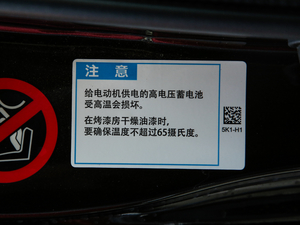 注 意
给电动机供电的高电压蓄电池
受高温会损坏。
在烤漆房干燥油漆时,
要确保温度不超过65摄氏度。
5K1-H1